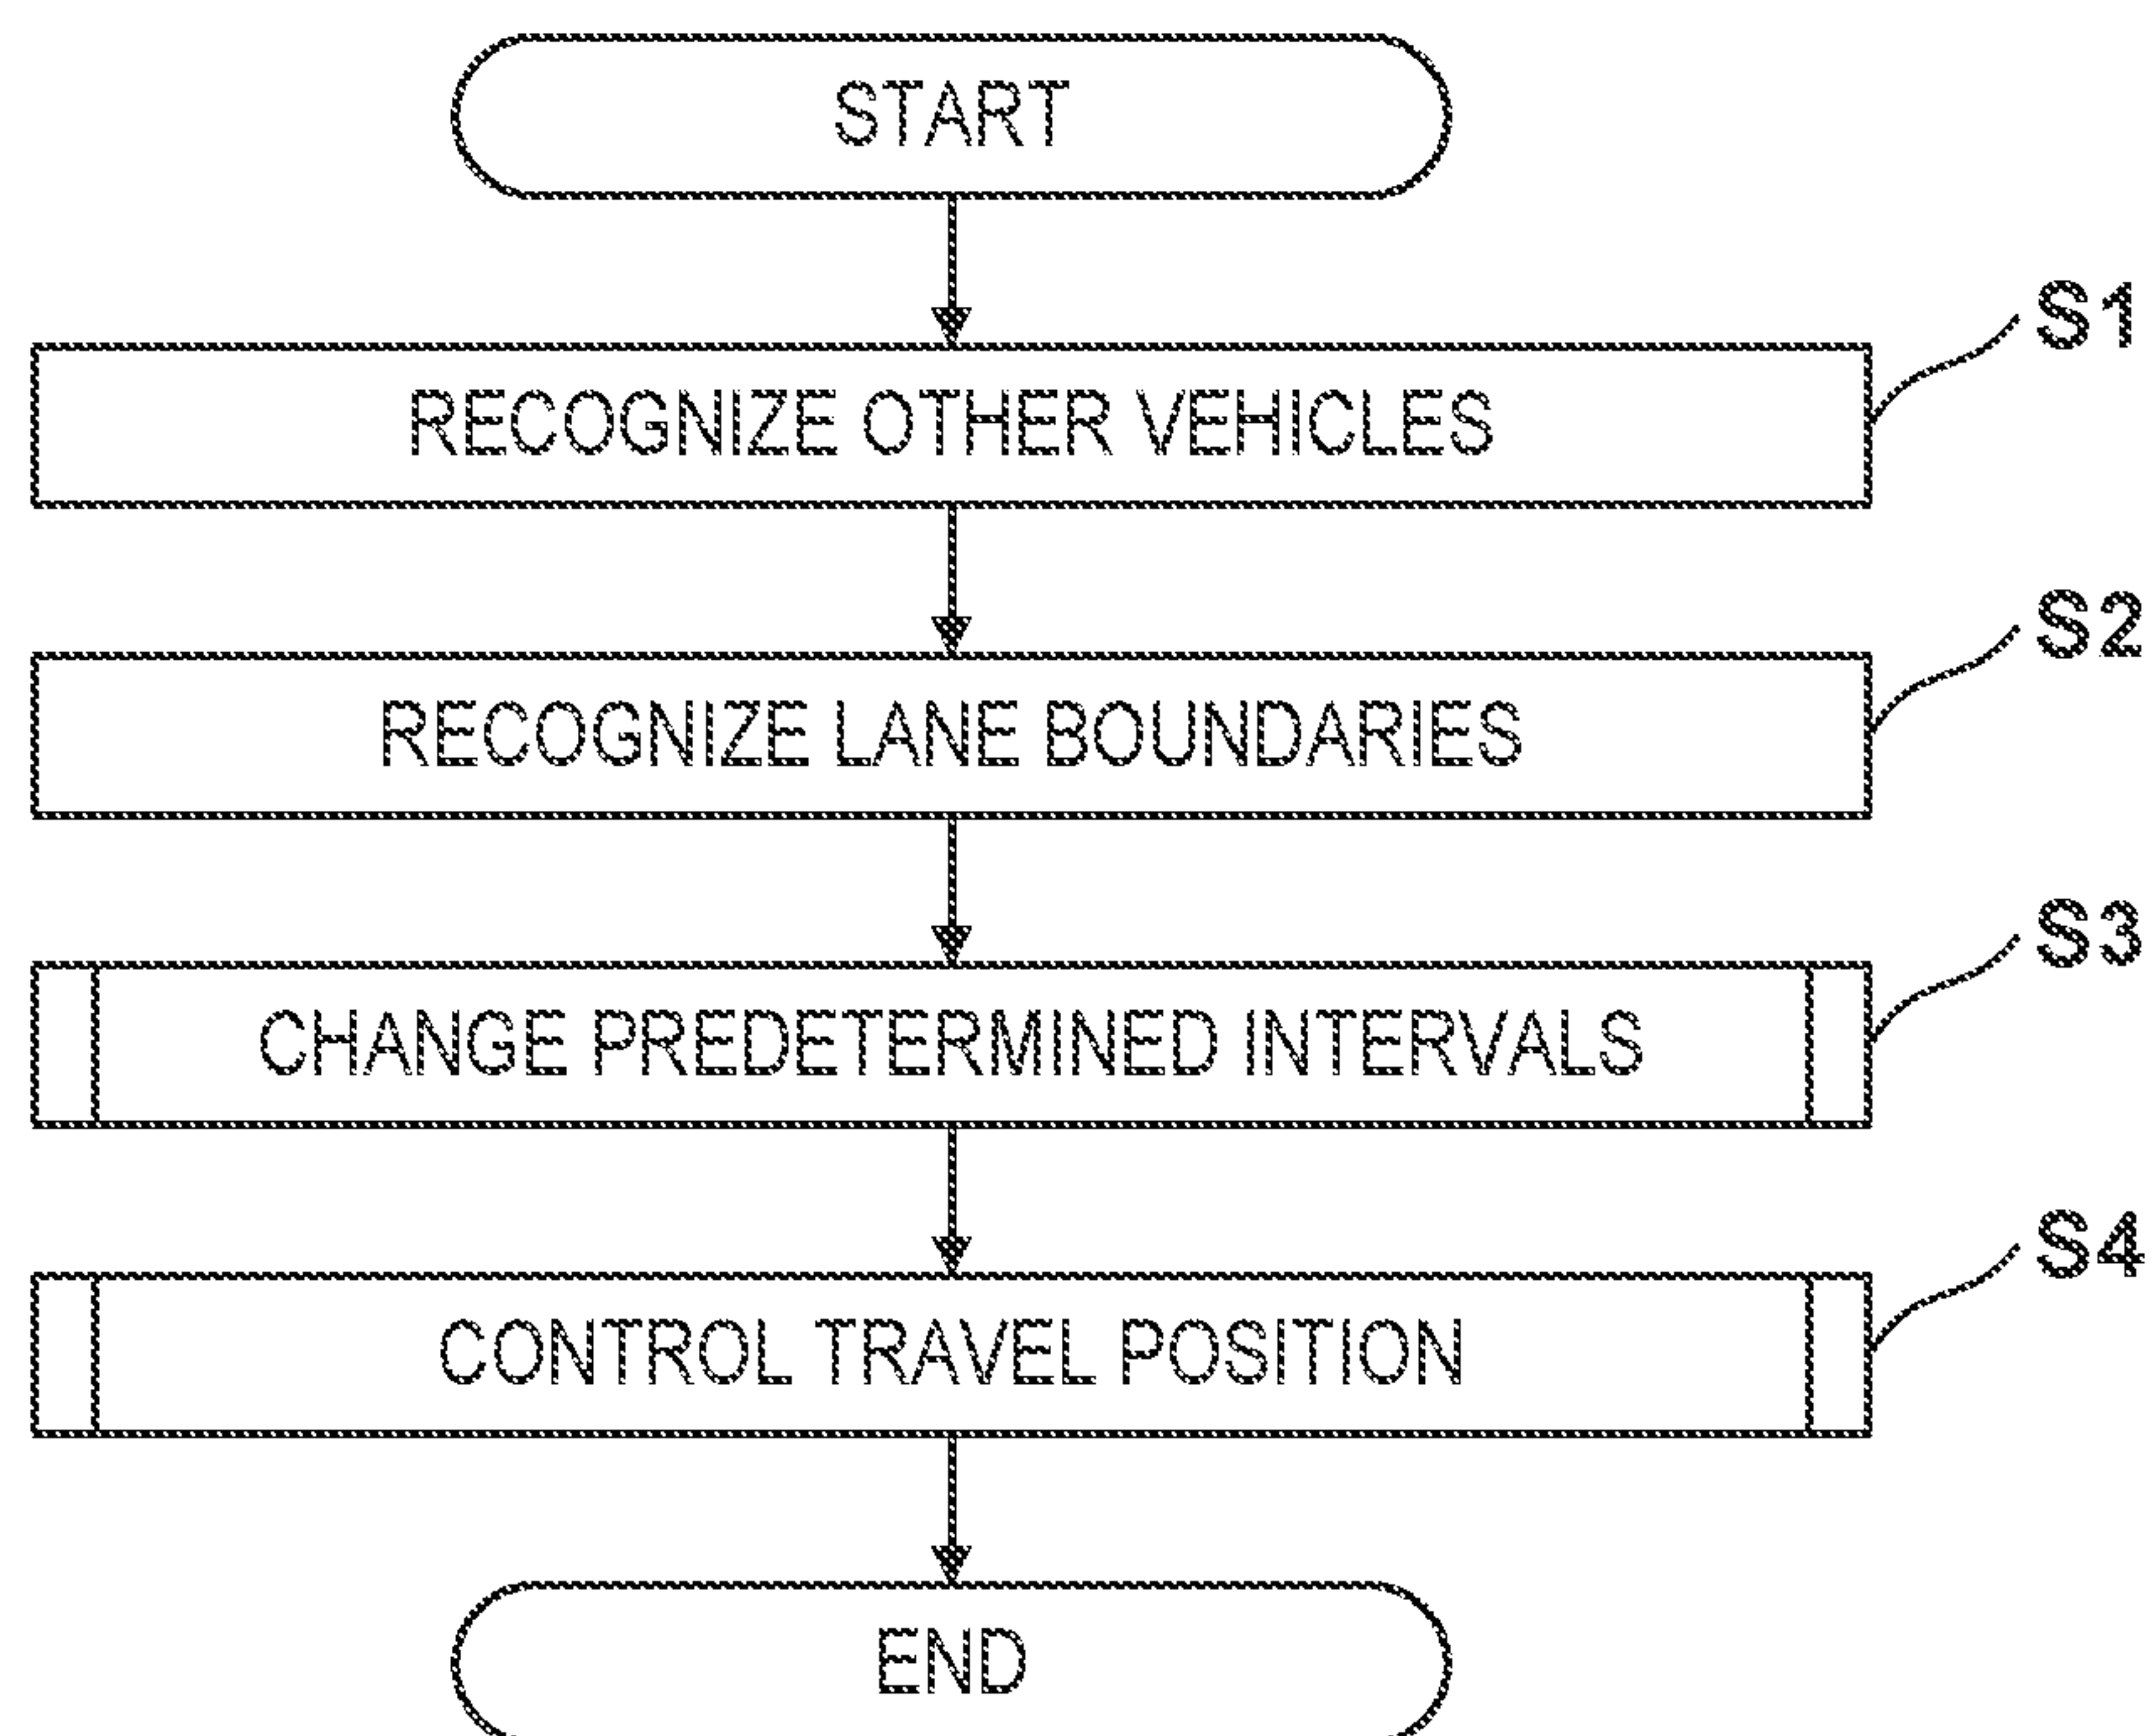 START
S1
RECOGNIZE OTHER VEHICLES
S2
RECOGNIZE LANE BOUNDARIES
S3
CHANGE PREDETERMINED INTERVALS
S4
CONTROL TRAVEL POSITION
END